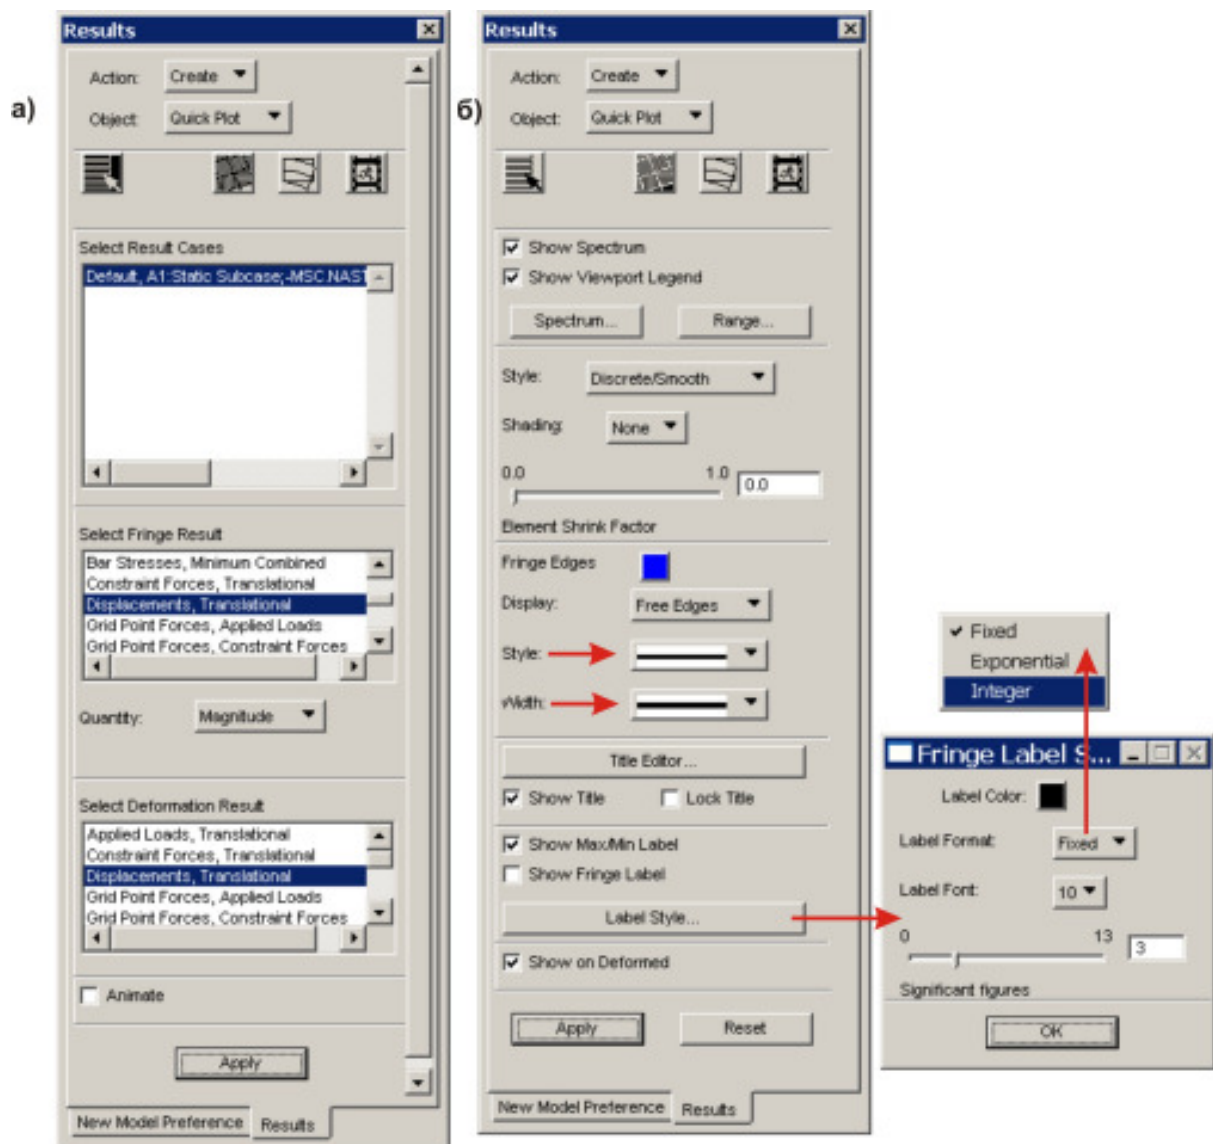 а)
Results
Action: Create
Object: Quick Plot
Select Result Cases
Default, A1:Static Subcase;-MSC.NAST
Select Fringe Result
Bar Stresses, Minimum Combined
Constraint Forces, Translational
Displacements, Translational
Grid Point Forces, Applied Loads
Grid Point Forces, Constraint Forces
Quantity: Magnitude
Select Deformation Result
Applied Loads, Translational
Constraint Forces, Translational
Displacements, Translational
Grid Point Forces, Applied Loads
Grid Point Forces, Constraint Forces
Animate
Apply
New Model Preference Results
б)
Results
Action: Create
Object: Quick Plot
Show Spectrum
Show Viewport Legend
Spectrum... Range...
Style: Discrete/Smooth
Shading: None
0.0 1.0 0.0
Element Shrink Factor
Fringe Edges
Display: Free Edges
Style:
Width:
Title Editor...
Show Title Lock Title
Show Max/Min Label
Show Fringe Label
Label Style...
Show on Deformed
Apply Reset
New Model Preference Results
Fixed
Exponential
Integer
Fringe Label S...
Label Color:
Label Format: Fixed
Label Font: 10
0 13 3
Significant figures
OK